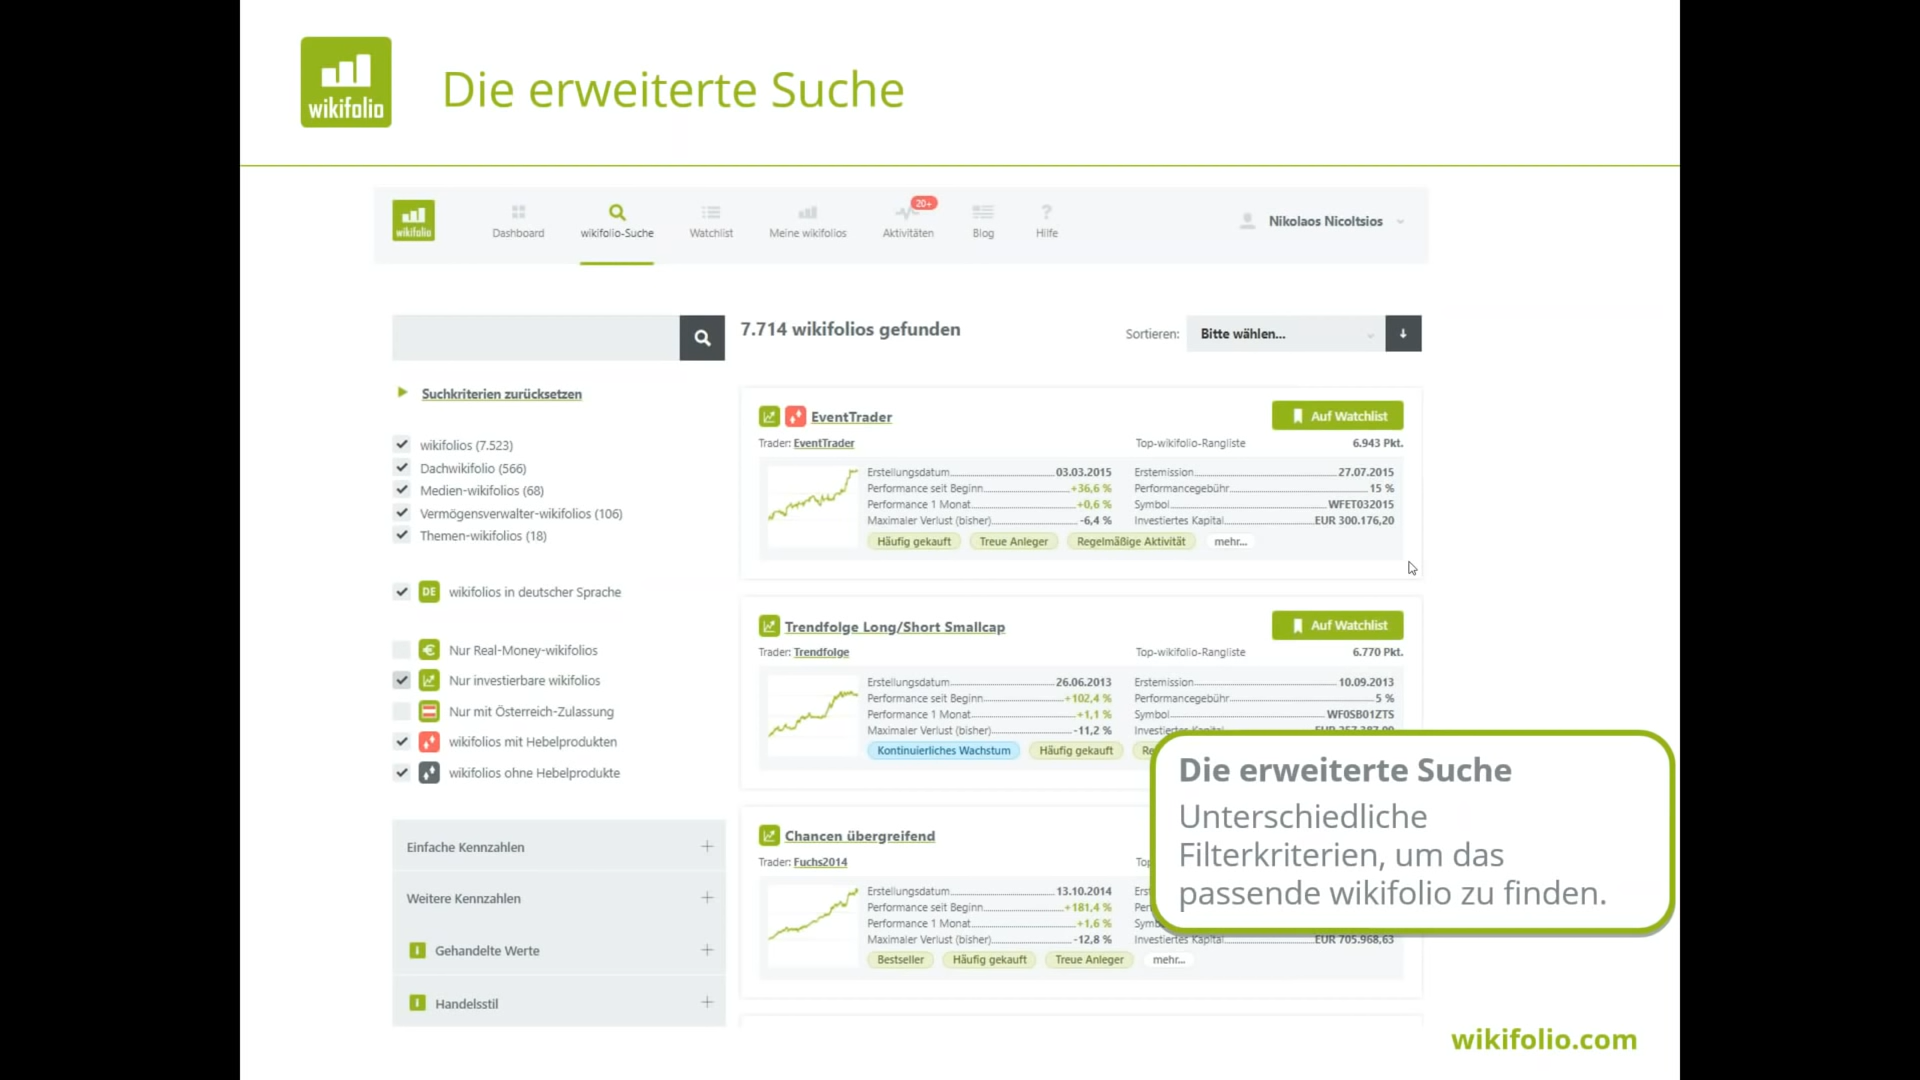 wikifolio
Die erweiterte Suche
wikifolio
Dashboard
wikifolio-Suche
Watchlist
Meine wikifolios
20+
Aktivitäten
Blog
?
Hilfe
Nikolaos Nicoltsios
7.714 wikifolios gefunden
Sortieren: Bitte wählen...
Suchkriterien zurücksetzen
wikifolios (7.523)
Dachwikifolio (566)
Medien-wikifolios (68)
Vermögensverwalter-wikifolios (106)
Themen-wikifolios (18)
DE wikifolios in deutscher Sprache
€ Nur Real-Money-wikifolios
Nur investierbare wikifolios
Nur mit Österreich-Zulassung
wikifolios mit Hebelprodukten
wikifolios ohne Hebelprodukte
Einfache Kennzahlen
Weitere Kennzahlen
Gehandelte Werte
Handelsstil
EventTrader
Auf Watchlist
Trader: EventTrader
Top-wikifolio-Rangliste 6.943 Pkt.
Erstellungsdatum 03.03.2015
Performance seit Beginn +36,6 %
Performance 1 Monat +0,6 %
Maximaler Verlust (bisher) -6,4 %
Erstemission 27.07.2015
Performancegebühr 15 %
Symbol WFET032015
Investiertes Kapital EUR 300.176,20
Häufig gekauft Treue Anleger Regelmäßige Aktivität mehr...
Trendfolge Long/Short Smallcap
Auf Watchlist
Trader: Trendfolge
Top-wikifolio-Rangliste 6.770 Pkt.
Erstellungsdatum 26.06.2013
Performance seit Beginn +102,4 %
Performance 1 Monat +1,1 %
Maximaler Verlust (bisher) -11,2 %
Erstemission 10.09.2013
Performancegebühr 5 %
Symbol WF0SB01ZTS
Kontinuierliches Wachstum Häufig gekauft
Chancen übergreifend
Trader: Fuchs2014
Erstellungsdatum 13.10.2014
Performance seit Beginn +181,4 %
Performance 1 Monat +1,6 %
Maximaler Verlust (bisher) -12,8 %
Investiertes Kapital EUR 705.968,63
Bestseller Häufig gekauft Treue Anleger mehr...
Die erweiterte Suche
Unterschiedliche
Filterkriterien, um das
passende wikifolio zu finden.
wikifolio.com